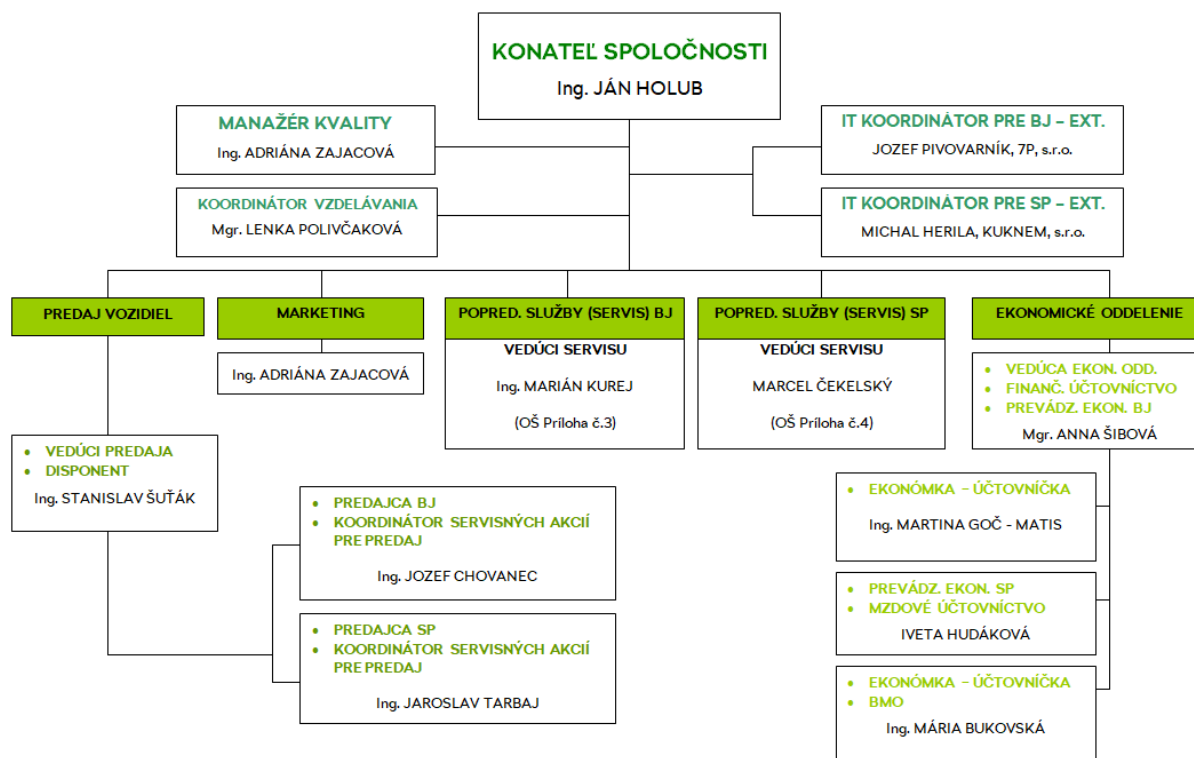 KONATEĽ SPOLOČNOSTI
Ing. JÁN HOLUB
MANAŽÉR KVALITY
Ing. ADRIÁNA ZAJACOVÁ
IT KOORDINÁTOR PRE BJ – EXT.
JOZEF PIVOVARNÍK, 7P, s.r.o.
KOORDINÁTOR VZDELÁVANIA
Mgr. LENKA POLIVČAKOVÁ
IT KOORDINÁTOR PRE SP – EXT.
MICHAL HERILA, KUKNEM, s.r.o.
PREDAJ VOZIDIEL
MARKETING
POPRED. SLUŽBY (SERVIS) BJ
POPRED. SLUŽBY (SERVIS) SP
EKONOMICKÉ ODDELENIE
Ing. ADRIÁNA ZAJACOVÁ
VEDÚCI SERVISU
Ing. MARIÁN KUREJ
(OŠ Príloha č.3)
VEDÚCI SERVISU
MARCEL ČEKELSKÝ
(OŠ Príloha č.4)
• VEDÚCA EKON. ODD.
• FINANČ. ÚČTOVNÍCTVO
• PREVÁDZ. EKON. BJ
Mgr. ANNA ŠIBOVÁ
• VEDÚCI PREDAJA
• DISPONENT
Ing. STANISLAV ŠUŤÁK
• PREDAJCA BJ
• KOORDINÁTOR SERVISNÝCH AKCIÍ
PRE PREDAJ
Ing. JOZEF CHOVANEC
• PREDAJCA SP
• KOORDINÁTOR SERVISNÝCH AKCIÍ
PRE PREDAJ
Ing. JAROSLAV TARBAJ
• EKONÓMKA – ÚČTOVNÍČKA
Ing. MARTINA GOČ - MATIS
• PREVÁDZ. EKON. SP
• MZDOVÉ ÚČTOVNÍCTVO
IVETA HUDÁKOVÁ
• EKONÓMKA – ÚČTOVNÍČKA
• BMO
Ing. MÁRIA BUKOVSKÁ